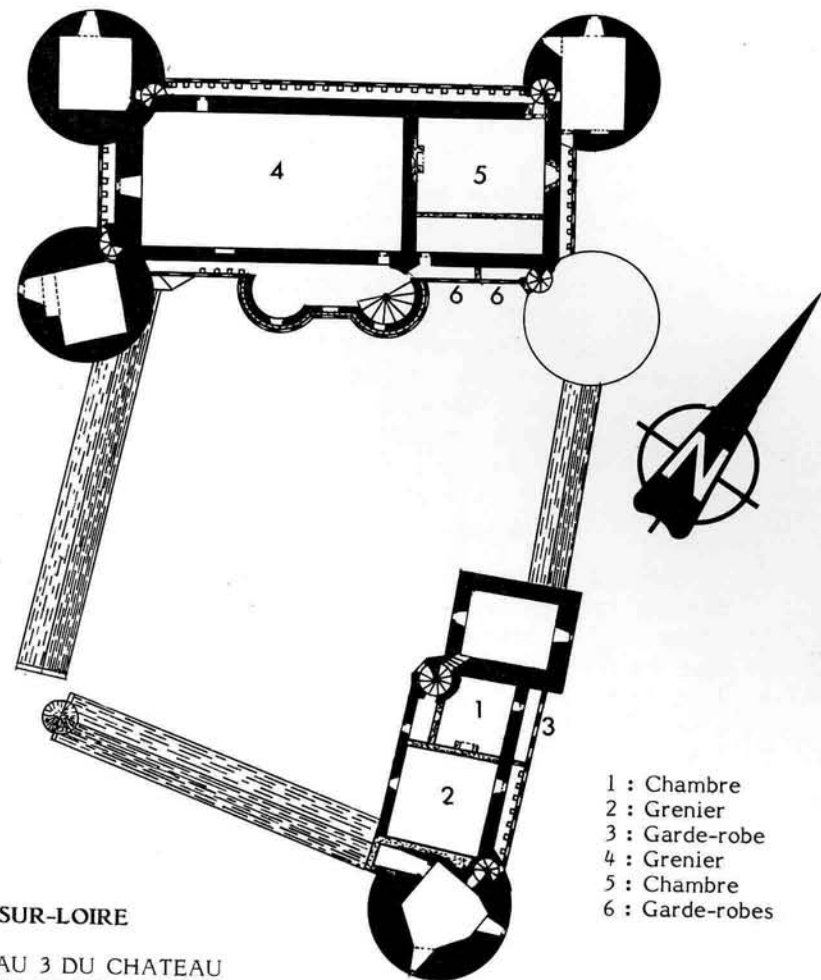 4
5
6 6
N
1
3
2
1 : Chambre
2 : Grenier
3 : Garde-robe
4 : Grenier
5 : Chambre
6 : Garde-robes
SUR-LOIRE
AU 3 DU CHATEAU